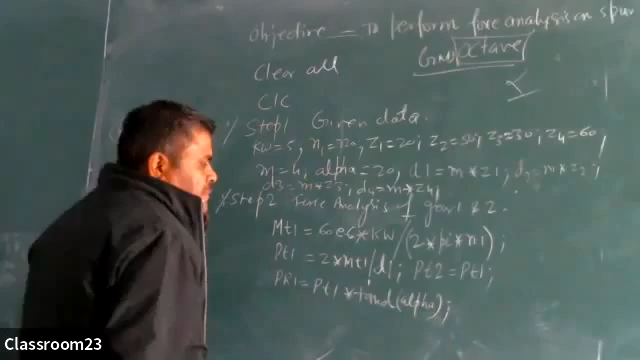 Objective = To perform force analysis on spur
GNU octave
Clear all
Clc
% Step1 Given data.
kW=5, n1=720, z1=20; z2=50; z3=30; z4=60,
m=4, alpha=20, d1=m*z1, d2=m*z2;
d3=m*z3, d4=m*z4,
% Step2 Force Analysis of gear 1 & 2.
Mt1 = 60e6*kW/(2*pi*n1);
Pt1 = 2*Mt1/d1; Pt2=Pt1;
PR1 = Pt1*tand(alpha);
Classroom23